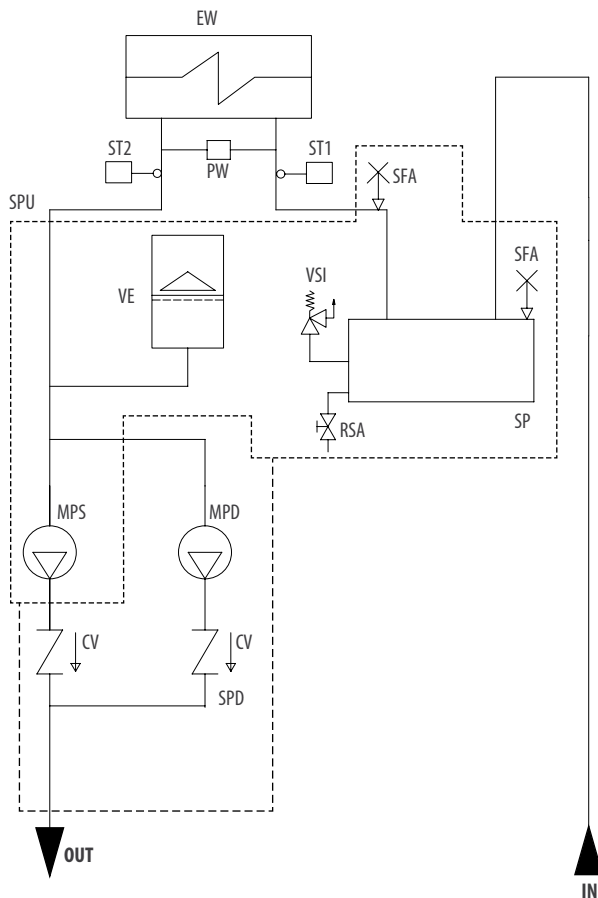 EW
ST2
PW
ST1
SFA
SPU
SFA
VSI
VE
SP
RSA
MPS
MPD
CV
CV
SPD
OUT
IN